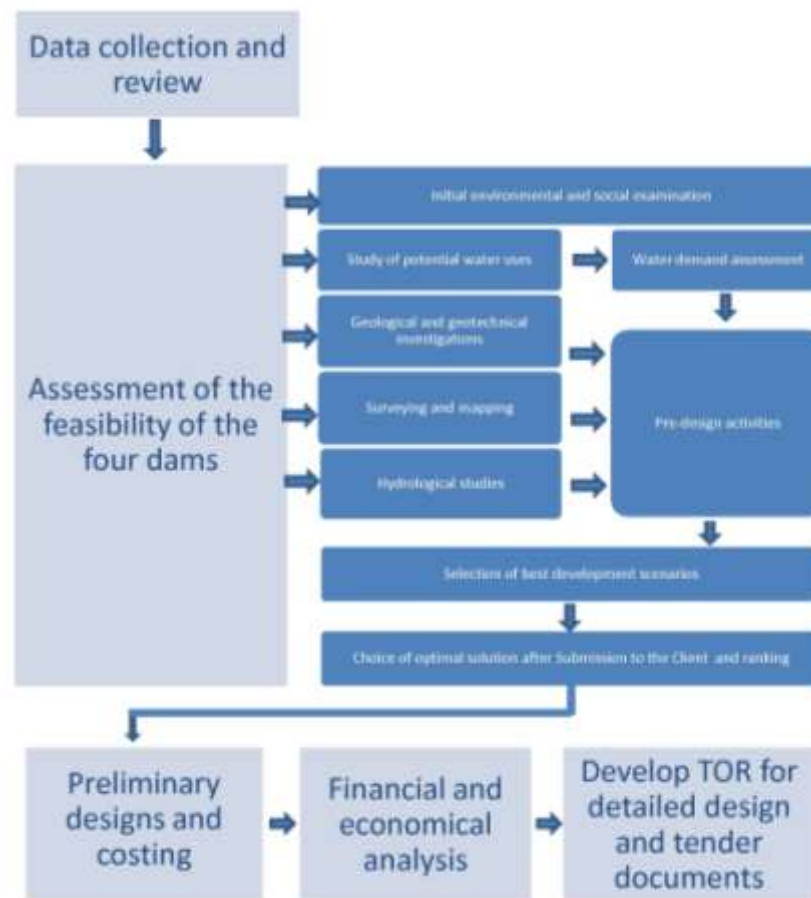 Data collection and
review
Initial environmental and social examination
Study of potential water uses
Water demand assessment
Geological and geotechnical
investigations
Assessment of the
feasibility of the
four dams
Surveying and mapping
Pre-design activities
Hydrological studies
Selection of best development scenarios
Choice of optimal solution after Submission to the Client and ranking
Preliminary
designs and
costing
Financial and
economical
analysis
Develop TOR for
detailed design
and tender
documents